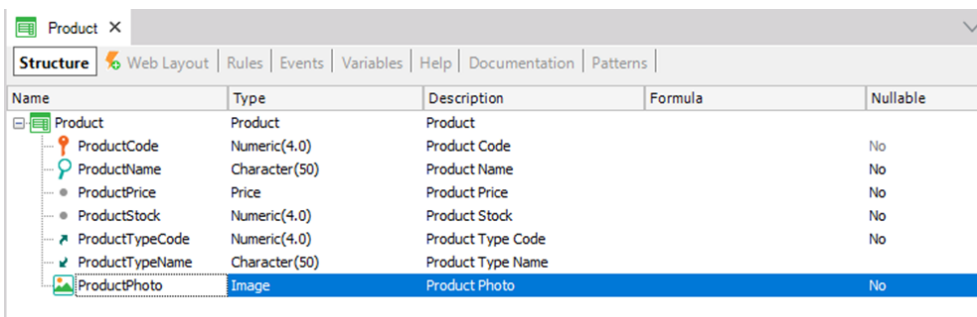 Product
Structure Web Layout Rules Events Variables Help Documentation Patterns
Name Type Description Formula Nullable
Product Product Product
ProductCode Numeric(4.0) Product Code No
ProductName Character(50) Product Name No
ProductPrice Price Product Price No
ProductStock Numeric(4.0) Product Stock No
ProductTypeCode Numeric(4.0) Product Type Code No
ProductTypeName Character(50) Product Type Name
ProductPhoto Image Product Photo No